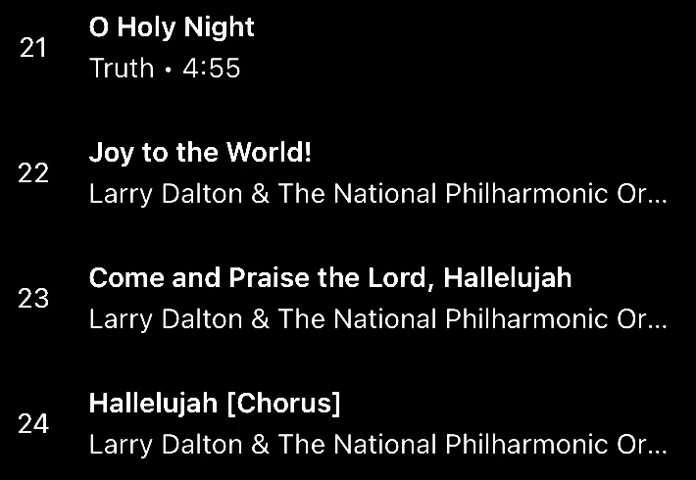 21
O Holy Night
Truth • 4:55
22
Joy to the World!
Larry Dalton & The National Philharmonic Or...
23
Come and Praise the Lord, Hallelujah
Larry Dalton & The National Philharmonic Or...
24
Hallelujah [Chorus]
Larry Dalton & The National Philharmonic Or...